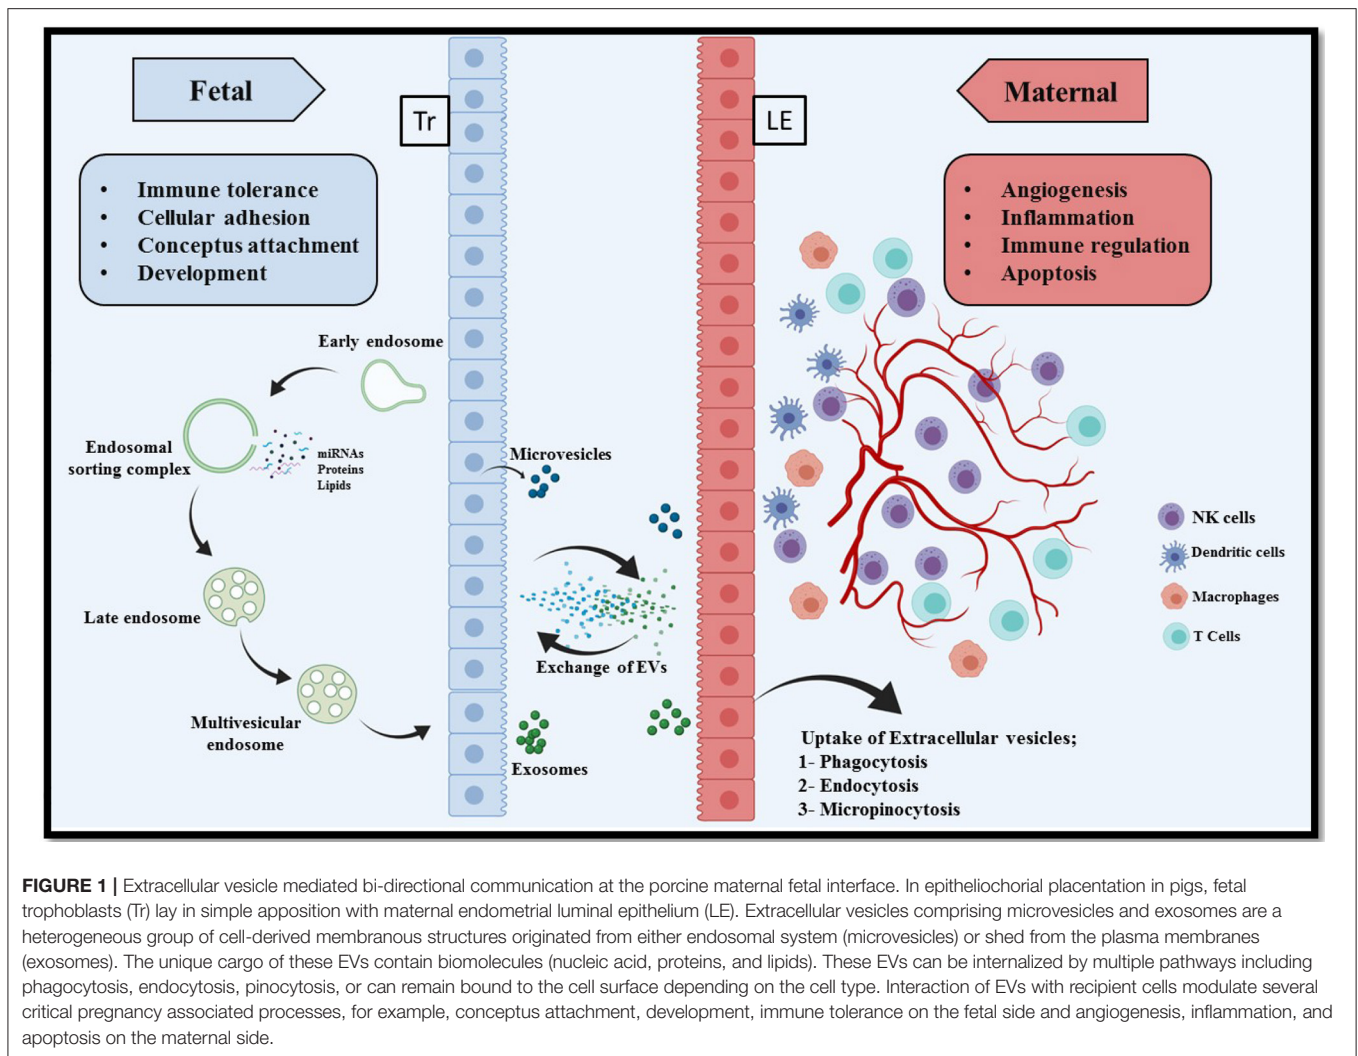 Fetal
Maternal
Tr
LE
• Immune tolerance
• Cellular adhesion
• Conceptus attachment
• Development
• Angiogenesis
• Inflammation
• Immune regulation
• Apoptosis
Early endosome
Endosomal
sorting complex
miRNAs
Proteins
Lipids
Late endosome
Multivesicular
endosome
Microvesicles
Exchange of EVs
Exosomes
NK cells
Dendritic cells
Macrophages
T Cells
Uptake of Extracellular vesicles;
1- Phagocytosis
2- Endocytosis
3- Micropinocytosis
FIGURE 1 | Extracellular vesicle mediated bi-directional communication at the porcine maternal fetal interface. In epitheliochorial placentation in pigs, fetal
trophoblasts (Tr) lay in simple apposition with maternal endometrial luminal epithelium (LE). Extracellular vesicles comprising microvesicles and exosomes are a
heterogeneous group of cell-derived membranous structures originated from either endosomal system (microvesicles) or shed from the plasma membranes
(exosomes). The unique cargo of these EVs contain biomolecules (nucleic acid, proteins, and lipids). These EVs can be internalized by multiple pathways including
phagocytosis, endocytosis, pinocytosis, or can remain bound to the cell surface depending on the cell type. Interaction of EVs with recipient cells modulate several
critical pregnancy associated processes, for example, conceptus attachment, development, immune tolerance on the fetal side and angiogenesis, inflammation, and
apoptosis on the maternal side.